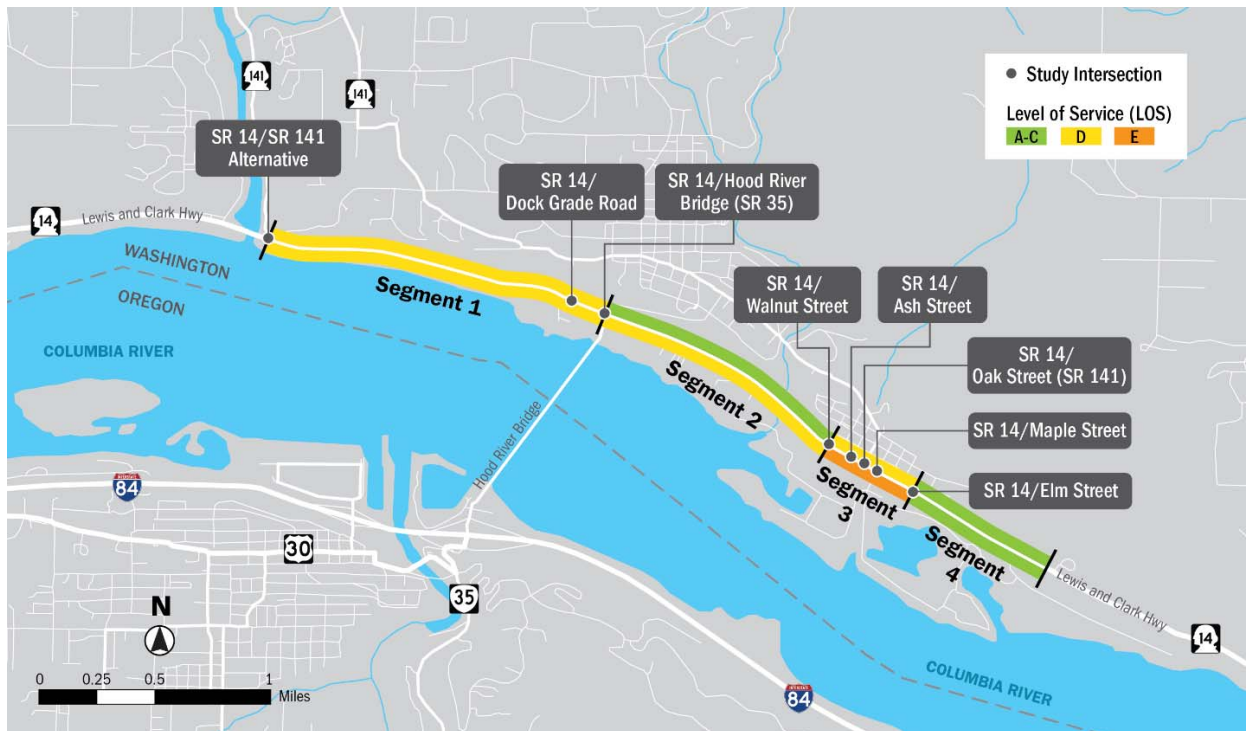 141
141
SR 14/SR 141
Alternative
SR 14/
Dock Grade Road
SR 14/Hood River
Bridge (SR 35)
Study Intersection
Level of Service (LOS)
A-C
D
E
14
Lewis and Clark Hwy
WASHINGTON
OREGON
COLUMBIA RIVER
Segment 1
SR 14/
Walnut Street
SR 14/
Ash Street
SR 14/
Oak Street (SR 141)
SR 14/Maple Street
SR 14/Elm Street
Segment 2
Segment
3
Segment
4
Hood River Bridge
Lewis and Clark Hwy
14
INTERSTATE
84
30
35
N
0
0.25
0.5
1
Miles
INTERSTATE
84
COLUMBIA RIVER